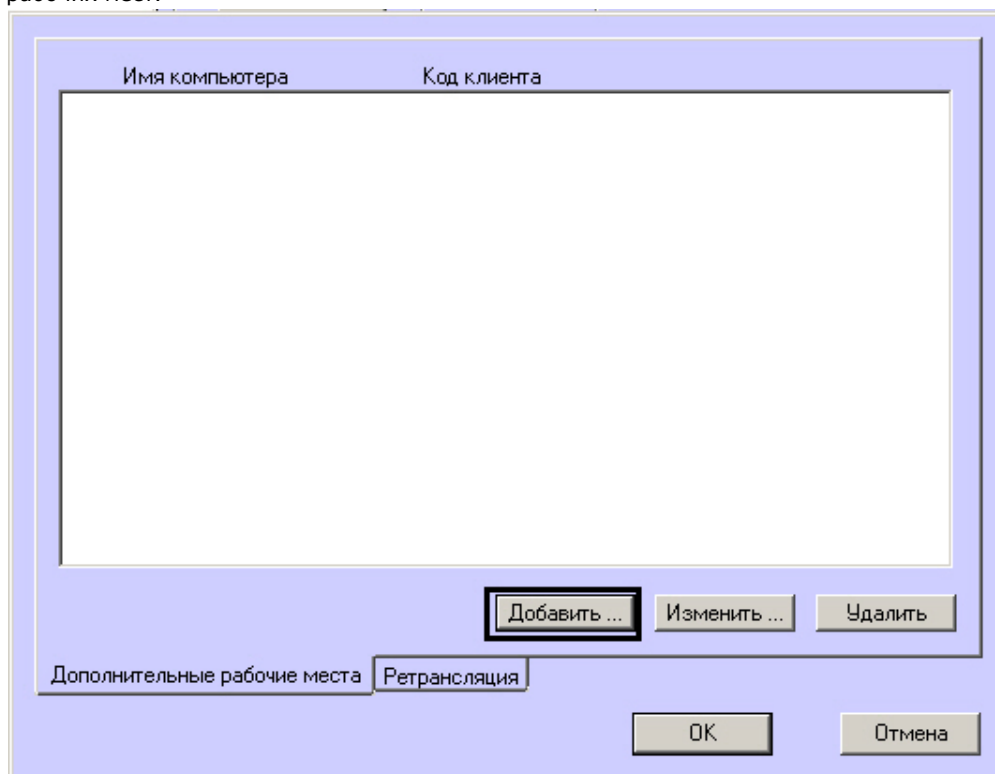 Имя компьютера Код клиента
Добавить ... Изменить ... Удалить
Дополнительные рабочие места Ретрансляция
OK Отмена